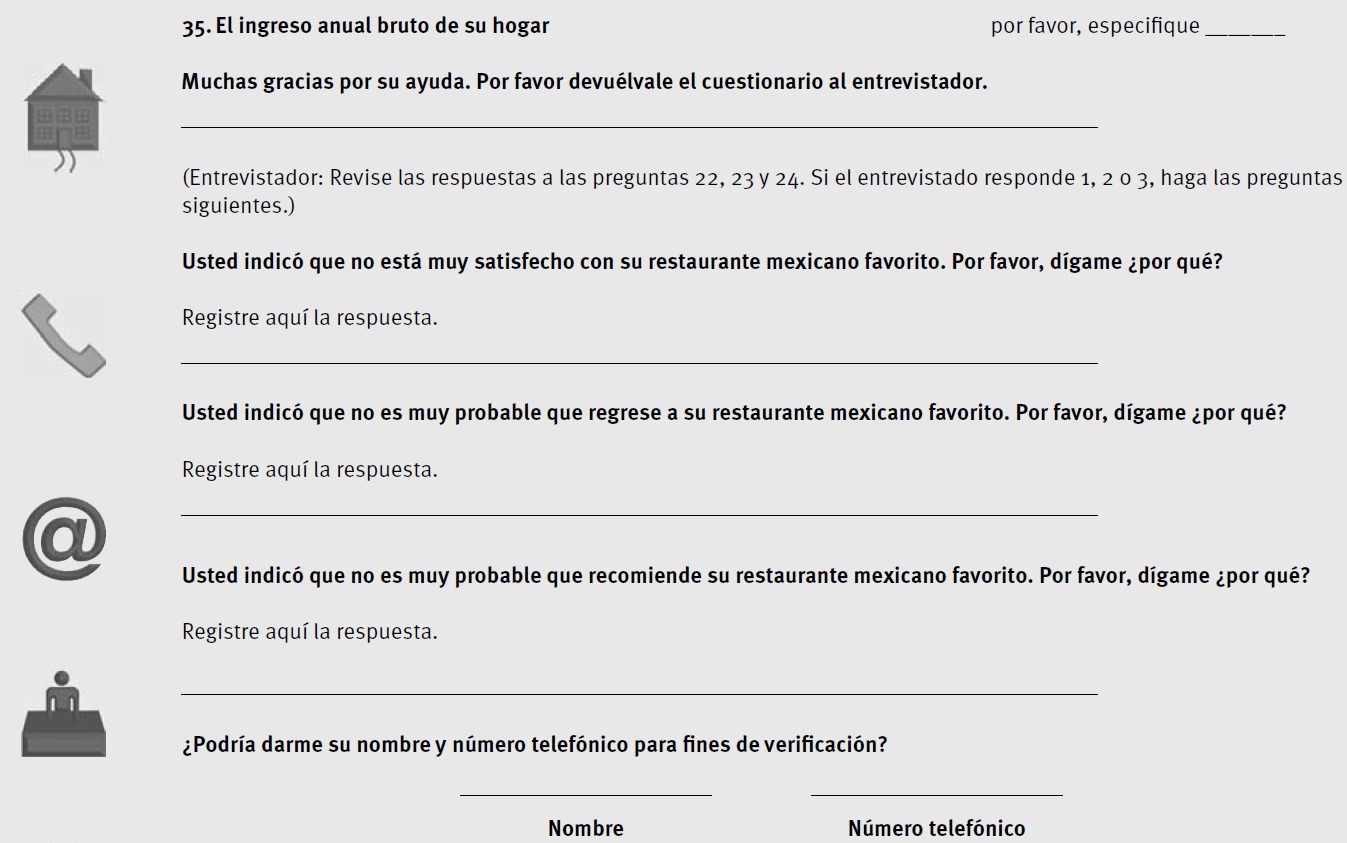 35. El ingreso anual bruto de su hogar por favor, especifique _______
Muchas gracias por su ayuda. Por favor devuélvale el cuestionario al entrevistador.
(Entrevistador: Revise las respuestas a las preguntas 22, 23 y 24. Si el entrevistado responde 1, 2 o 3, haga las preguntas
siguientes.)
Usted indicó que no está muy satisfecho con su restaurante mexicano favorito. Por favor, dígame ¿por qué?
Registre aquí la respuesta.
Usted indicó que no es muy probable que regrese a su restaurante mexicano favorito. Por favor, dígame ¿por qué?
Registre aquí la respuesta.
@
Usted indicó que no es muy probable que recomiende su restaurante mexicano favorito. Por favor, dígame ¿por qué?
Registre aquí la respuesta.
¿Podría darme su nombre y número telefónico para fines de verificación?
Nombre Número telefónico